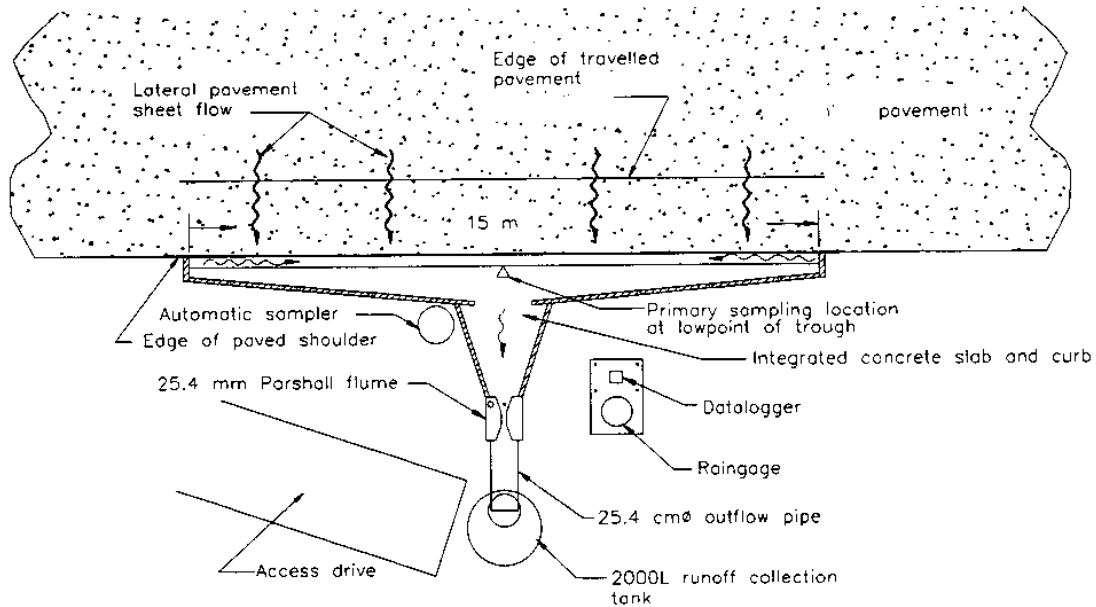 Edge of travelled
pavement
Lateral pavement
sheet flow
pavement
15 m
Automatic sampler
Edge of paved shoulder
Primary sampling location
at lowpoint of trough
Integrated concrete slab and curb
25.4 mm Parshall flume
Datalogger
Raingage
25.4 cmø outflow pipe
Access drive
2000L runoff collection
tank